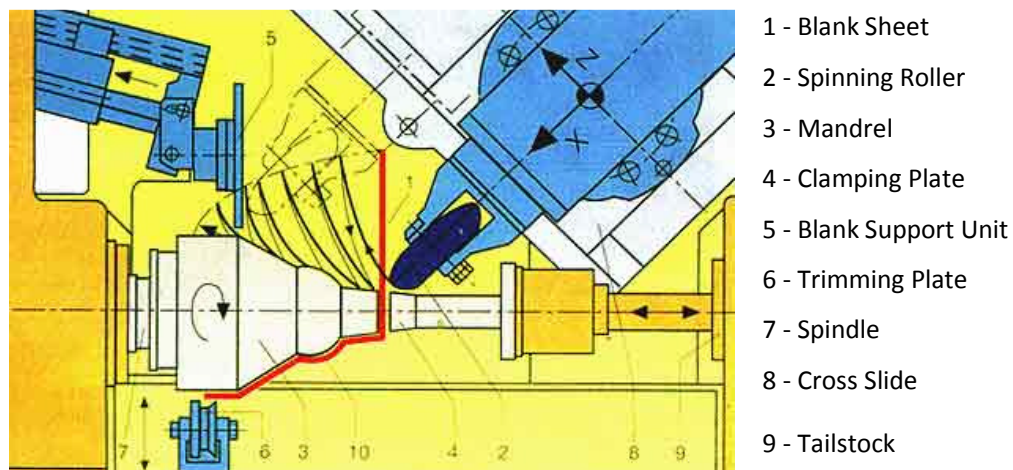 1 - Blank Sheet
2 - Spinning Roller
3 - Mandrel
4 - Clamping Plate
5 - Blank Support Unit
6 - Trimming Plate
7 - Spindle
8 - Cross Slide
9 - Tailstock
5
Z
X
1
7
6
3
10
4
2
8
9